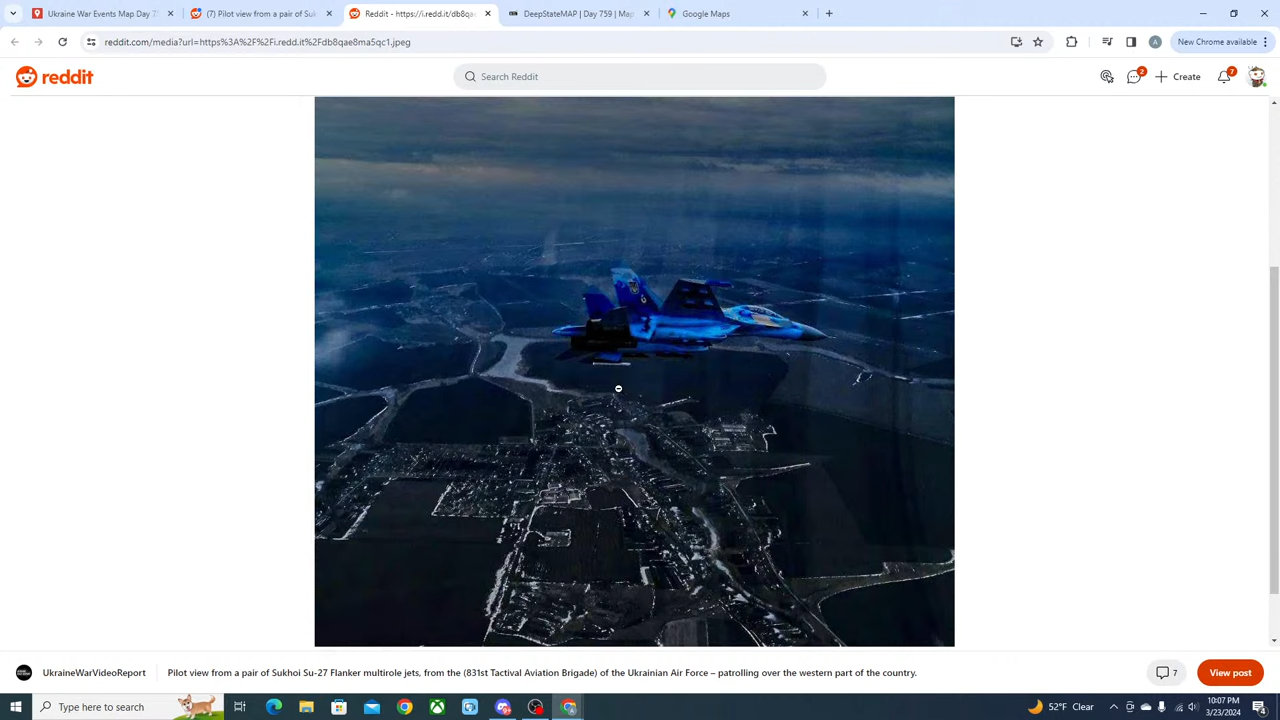 Ukraine War Events Map Day 7
(7) Pilot view from a pair of Suk
Reddit - https://i.redd.it/db8qae
DeepStateMAP | Day 759 | Map
Google Maps
reddit.com/media?url=https%3A%2F%2Fi.redd.it%2Fdb8qae8ma5qc1.jpeg
A
New Chrome available
reddit
Search Reddit
2
Create
7
UkraineWarVideoReport
Pilot view from a pair of Sukhoi Su-27 Flanker multirole jets, from the (831st Tactival Aviation Brigade) of the Ukrainian Air Force – patrolling over the western part of the country.
7
View post
Type here to search
52°F Clear
10:07 PM
3/23/2024
4